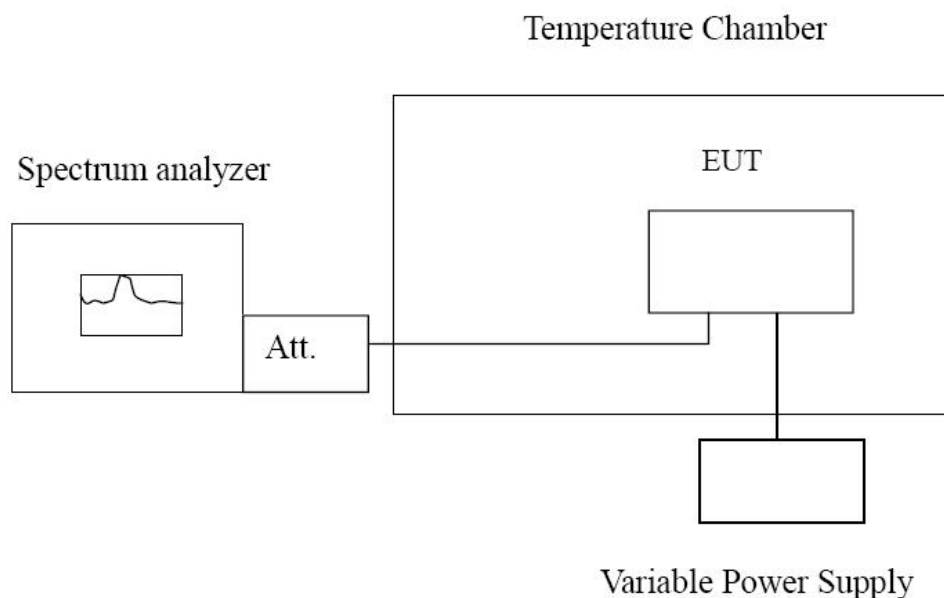 Temperature Chamber
Spectrum analyzer
EUT
Att.
Variable Power Supply